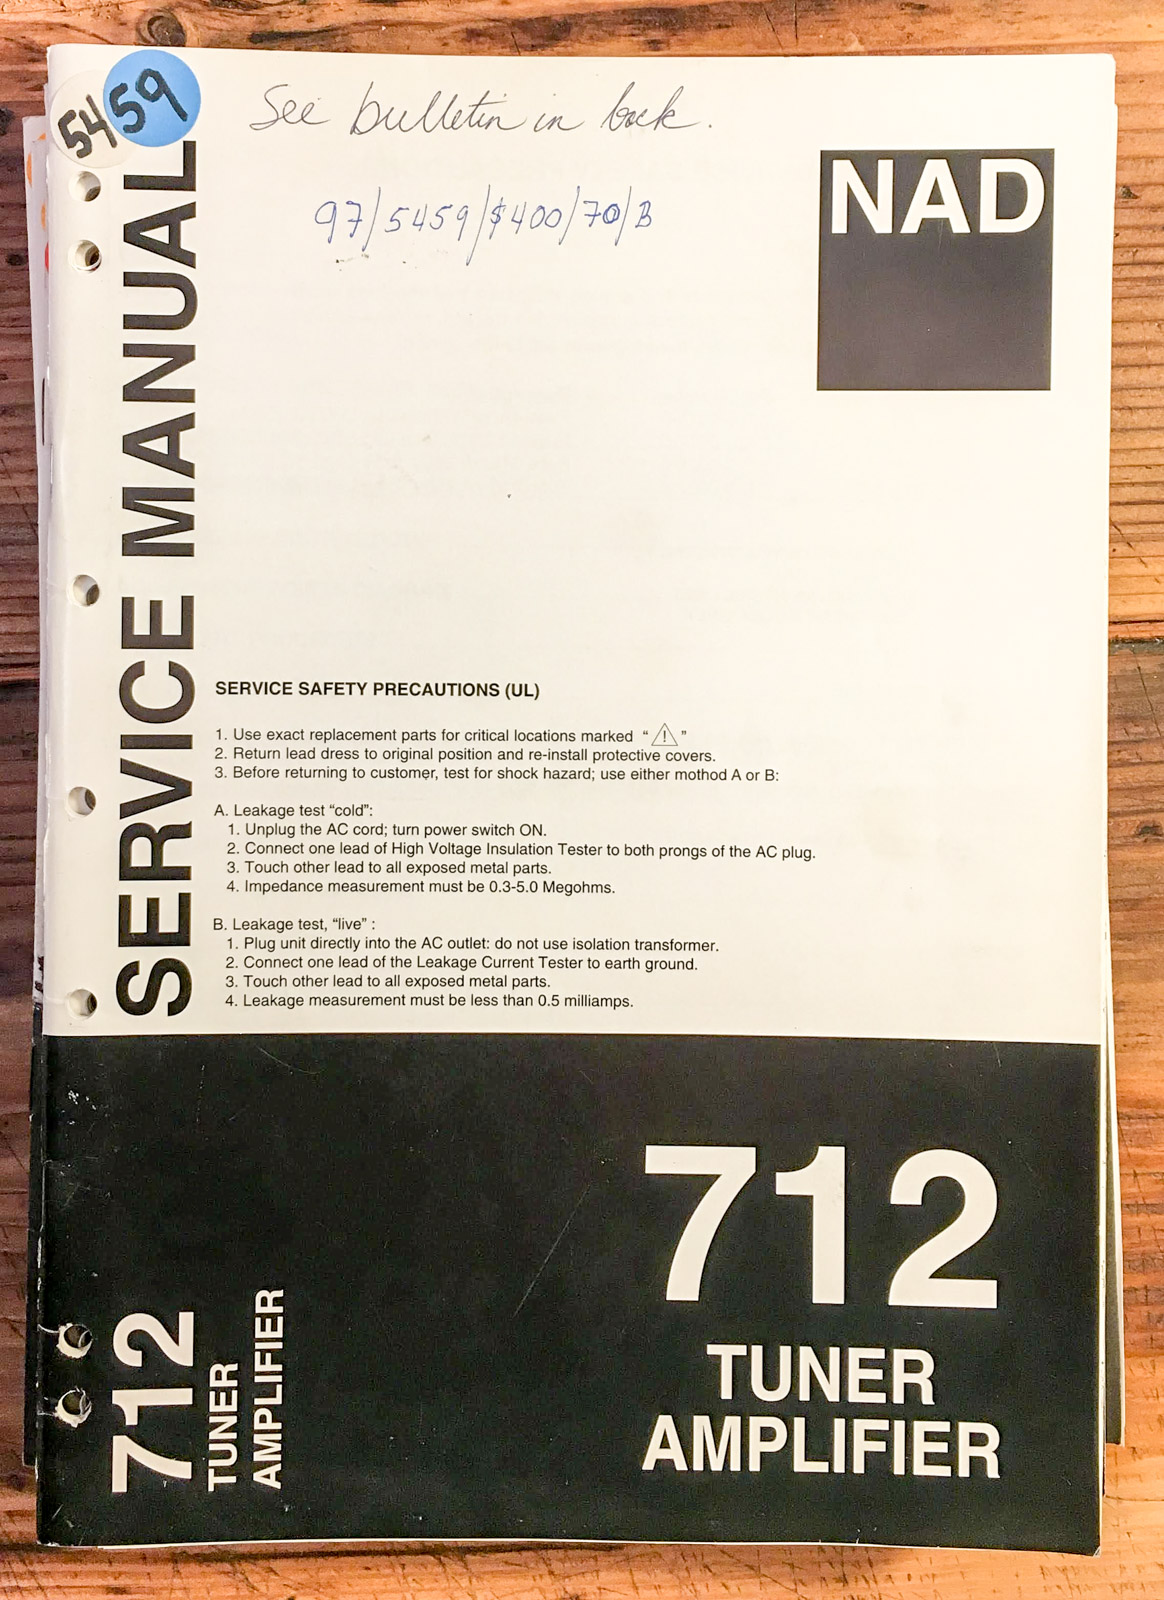 54
59
See bulletin in back.
97/5459/$400/70/B
NAD
SERVICE MANUAL
SERVICE SAFETY PRECAUTIONS (UL)
1. Use exact replacement parts for critical locations marked “⚠”
2. Return lead dress to original position and re-install protective covers.
3. Before returning to customer, test for shock hazard; use either mothod A or B:
A. Leakage test “cold”:
1. Unplug the AC cord; turn power switch ON.
2. Connect one lead of High Voltage Insulation Tester to both prongs of the AC plug.
3. Touch other lead to all exposed metal parts.
4. Impedance measurement must be 0.3-5.0 Megohms.
B. Leakage test, “live” :
1. Plug unit directly into the AC outlet: do not use isolation transformer.
2. Connect one lead of the Leakage Current Tester to earth ground.
3. Touch other lead to all exposed metal parts.
4. Leakage measurement must be less than 0.5 milliamps.
712
TUNER
AMPLIFIER
712
TUNER
AMPLIFIER